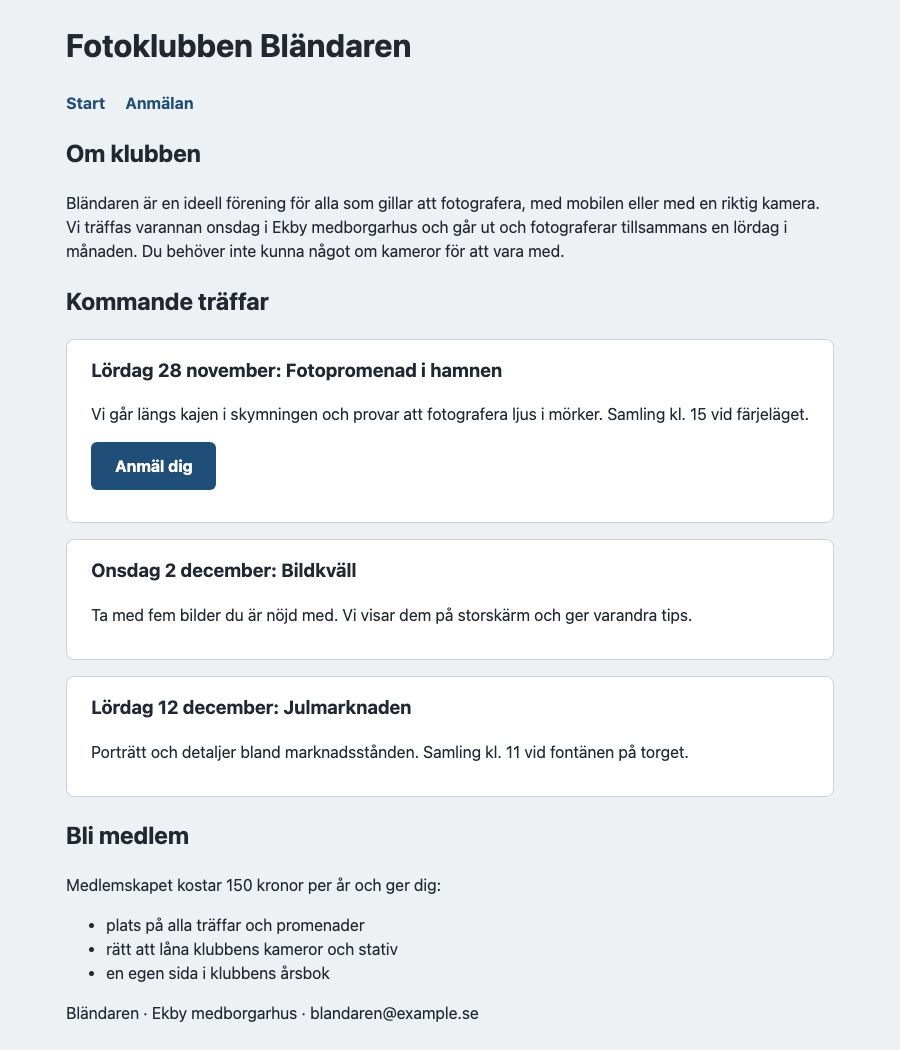 Fotoklubben Bländaren
Start Anmälan
Om klubben
Bländaren är en ideell förening för alla som gillar att fotografera, med mobilen eller med en riktig kamera.
Vi träffas varannan onsdag i Ekby medborgarhus och går ut och fotograferar tillsammans en lördag i
månaden. Du behöver inte kunna något om kameror för att vara med.
Kommande träffar
Lördag 28 november: Fotopromenad i hamnen
Vi går längs kajen i skymningen och provar att fotografera ljus i mörker. Samling kl. 15 vid färjeläget.
Anmäl dig
Onsdag 2 december: Bildkväll
Ta med fem bilder du är nöjd med. Vi visar dem på storskärm och ger varandra tips.
Lördag 12 december: Julmarknaden
Porträtt och detaljer bland marknadsstånden. Samling kl. 11 vid fontänen på torget.
Bli medlem
Medlemskapet kostar 150 kronor per år och ger dig:
• plats på alla träffar och promenader
• rätt att låna klubbens kameror och stativ
• en egen sida i klubbens årsbok
Bländaren · Ekby medborgarhus · blandaren@example.se